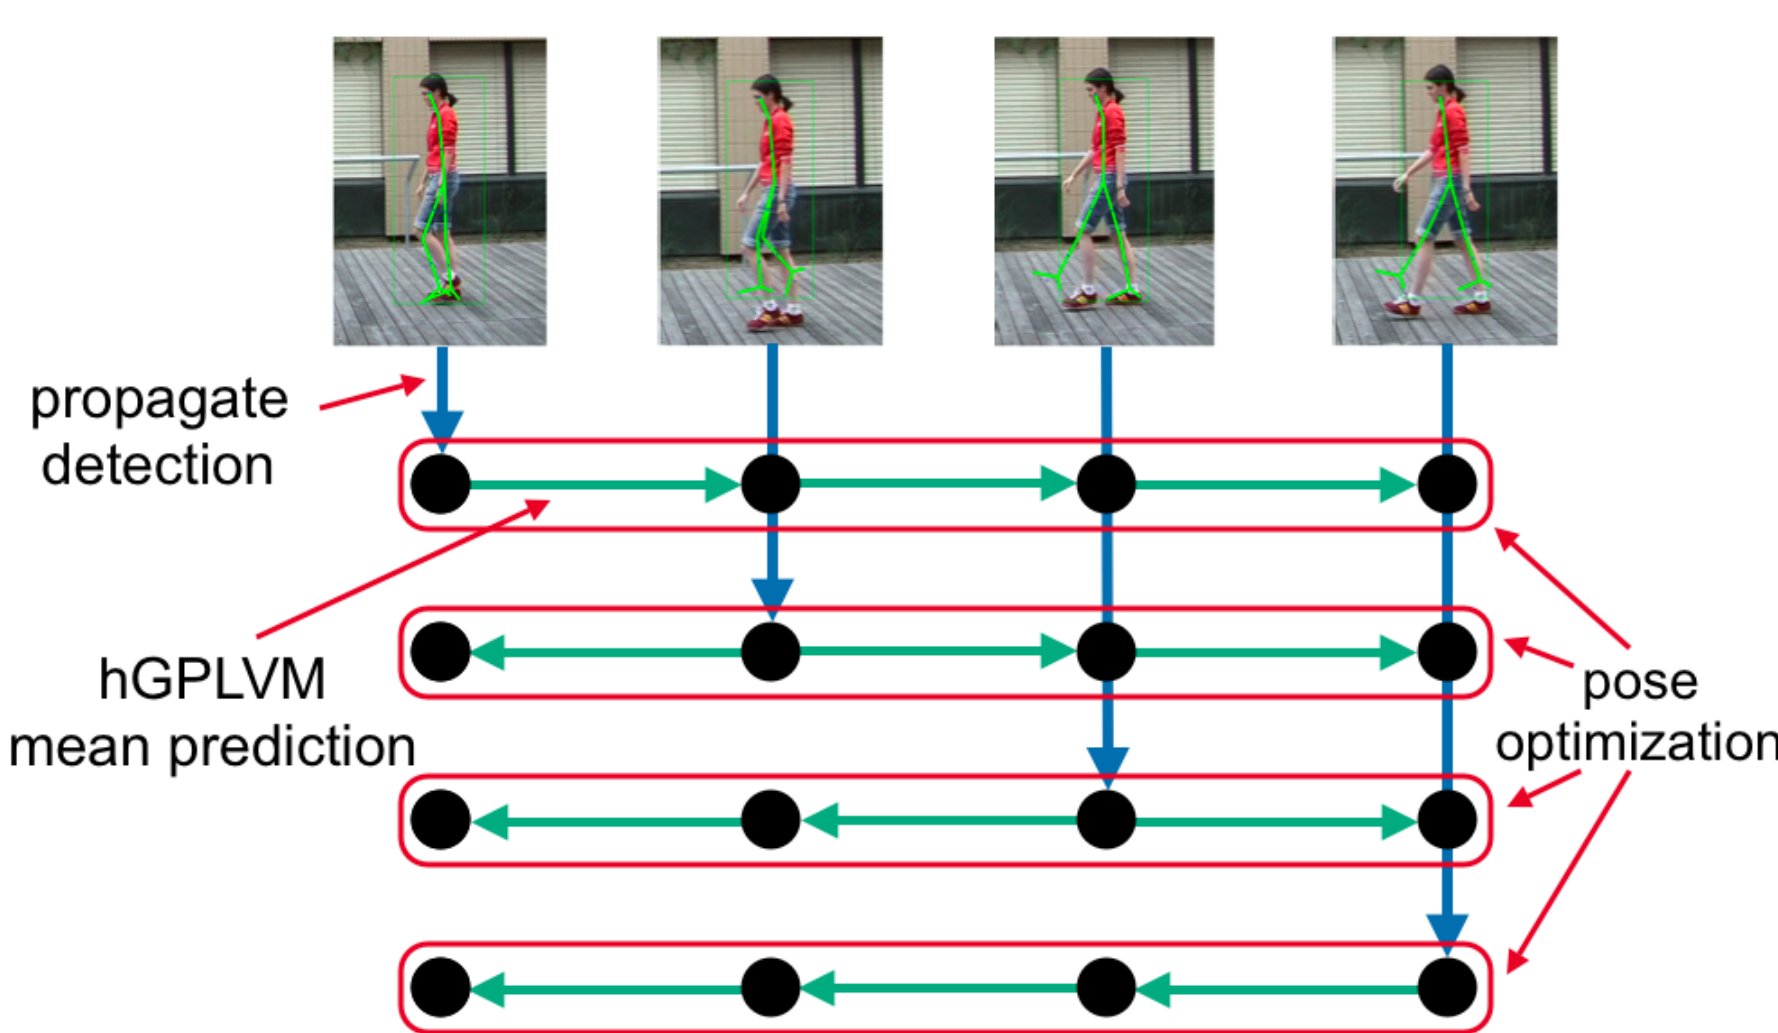 propagate
detection
hGPLVM
mean prediction
pose
optimization